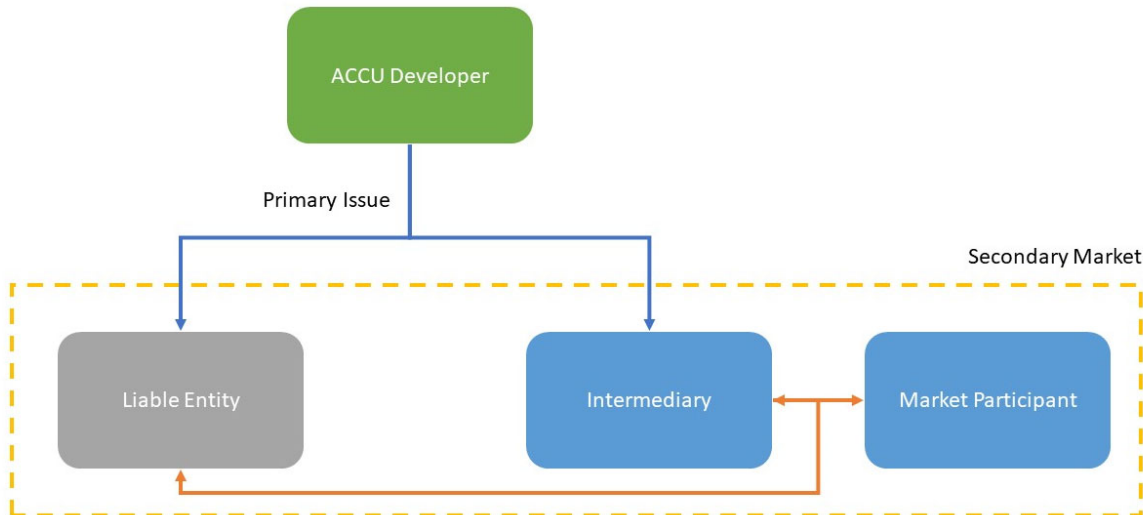 ACCU Developer
Primary Issue
Secondary Market
Liable Entity
Intermediary
Market Participant